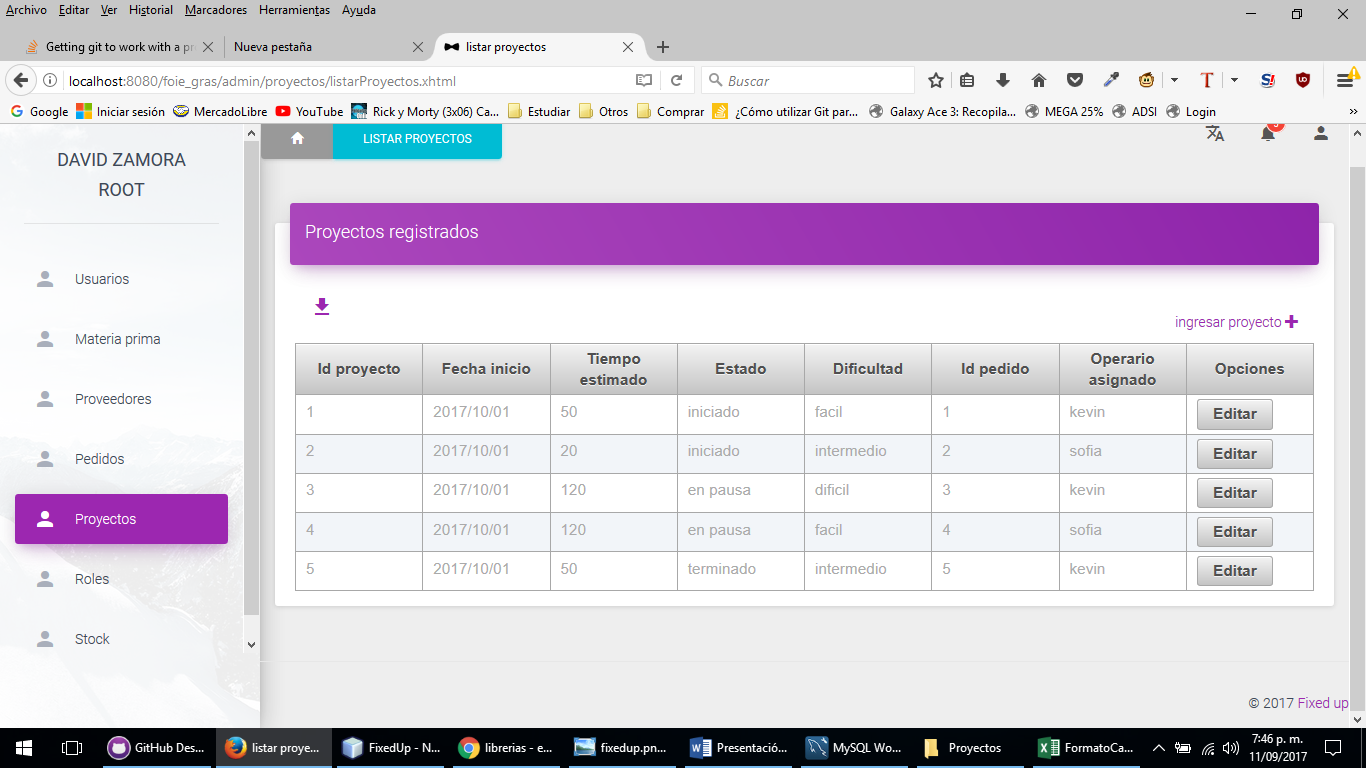 Archivo Editar Ver Historial Marcadores Herramientas Ayuda
Getting git to work with a pr
Nueva pestaña
listar proyectos
localhost:8080/foie_gras/admin/proyectos/listarProyectos.xhtml
Buscar
Google Iniciar sesión MercadoLibre YouTube Rick y Morty (3x06) Ca... Estudiar Otros Comprar ¿Cómo utilizar Git par... Galaxy Ace 3: Recopila... MEGA 25% ADSI Login
DAVID ZAMORA
ROOT
Usuarios
Materia prima
Proveedores
Pedidos
Proyectos
Roles
Stock
LISTAR PROYECTOS
Proyectos registrados
ingresar proyecto
Id proyecto Fecha inicio Tiempo estimado Estado Dificultad Id pedido Operario asignado Opciones
1 2017/10/01 50 iniciado facil 1 kevin Editar
2 2017/10/01 20 iniciado intermedio 2 sofia Editar
3 2017/10/01 120 en pausa dificil 3 kevin Editar
4 2017/10/01 120 en pausa facil 4 sofia Editar
5 2017/10/01 50 terminado intermedio 5 kevin Editar
© 2017 Fixed up
GitHub Des... listar proye... FixedUp - N... librerias - e... fixedup.pn... Presentació... MySQL Wo... Proyectos FormatoCa...
7:46 p. m.
11/09/2017